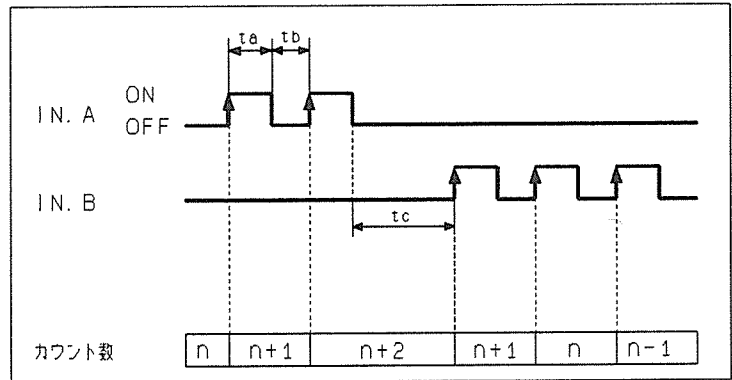 ta tb
IN. A ON
OFF
IN. B
tc
カウント数 n n+1 n+2 n+1 n n-1